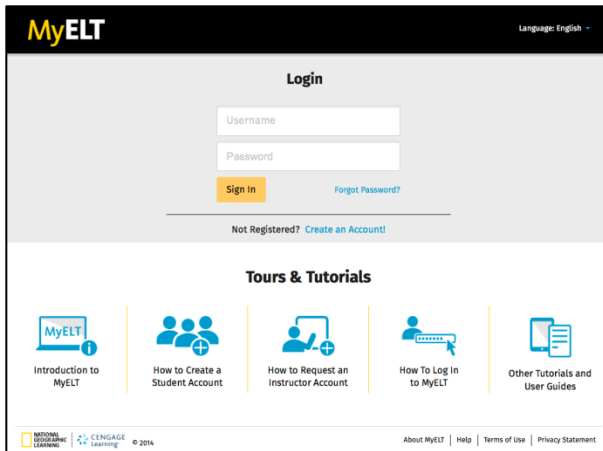 MyELT
Language: English
Login
Username
Password
Sign In
Forgot Password?
Not Registered? Create an Account!
Tours & Tutorials
MyELT
Introduction to
MyELT
How to Create a
Student Account
How to Request an
Instructor Account
How To Log In
to MyELT
Other Tutorials and
User Guides
NATIONAL
GEOGRAPHIC
LEARNING
CENGAGE
Learning
© 2014
About MyELT | Help | Terms of Use | Privacy Statement